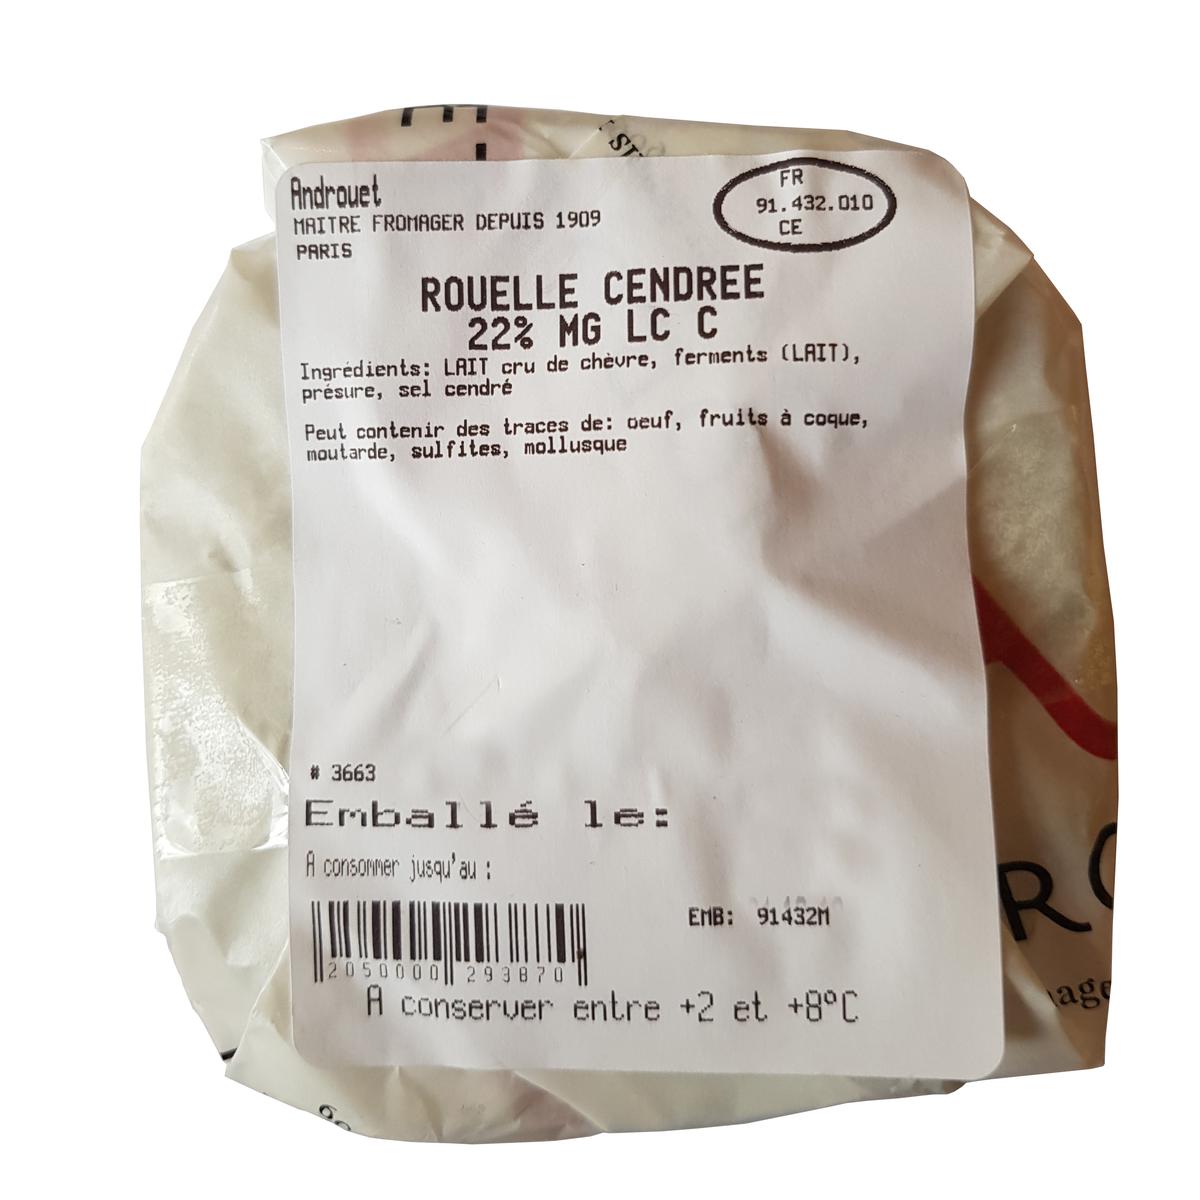 Androuet
MAITRE FROMAGER DEPUIS 1909
PARIS
FR
91.432.010
CE
ROUELLE CENDREE
22% MG LC C
Ingrédients: LAIT cru de chèvre, ferments (LAIT),
présure, sel cendré
Peut contenir des traces de: oeuf, fruits à coque,
moutarde, sulfites, mollusque
# 3663
Emballé le:
A consommer jusqu'au :
EMB: 91432M
2050000 293870
A conserver entre +2 et +8°C